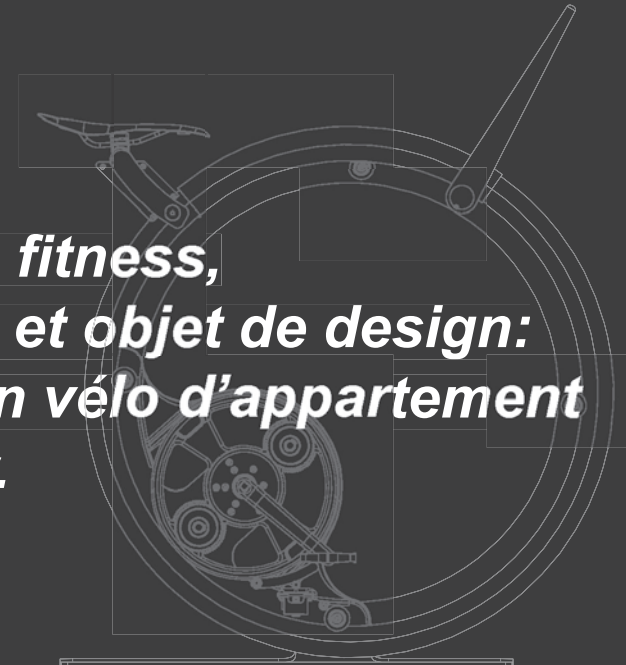 fitness,
et objet de design:
n vélo d’appartement
.